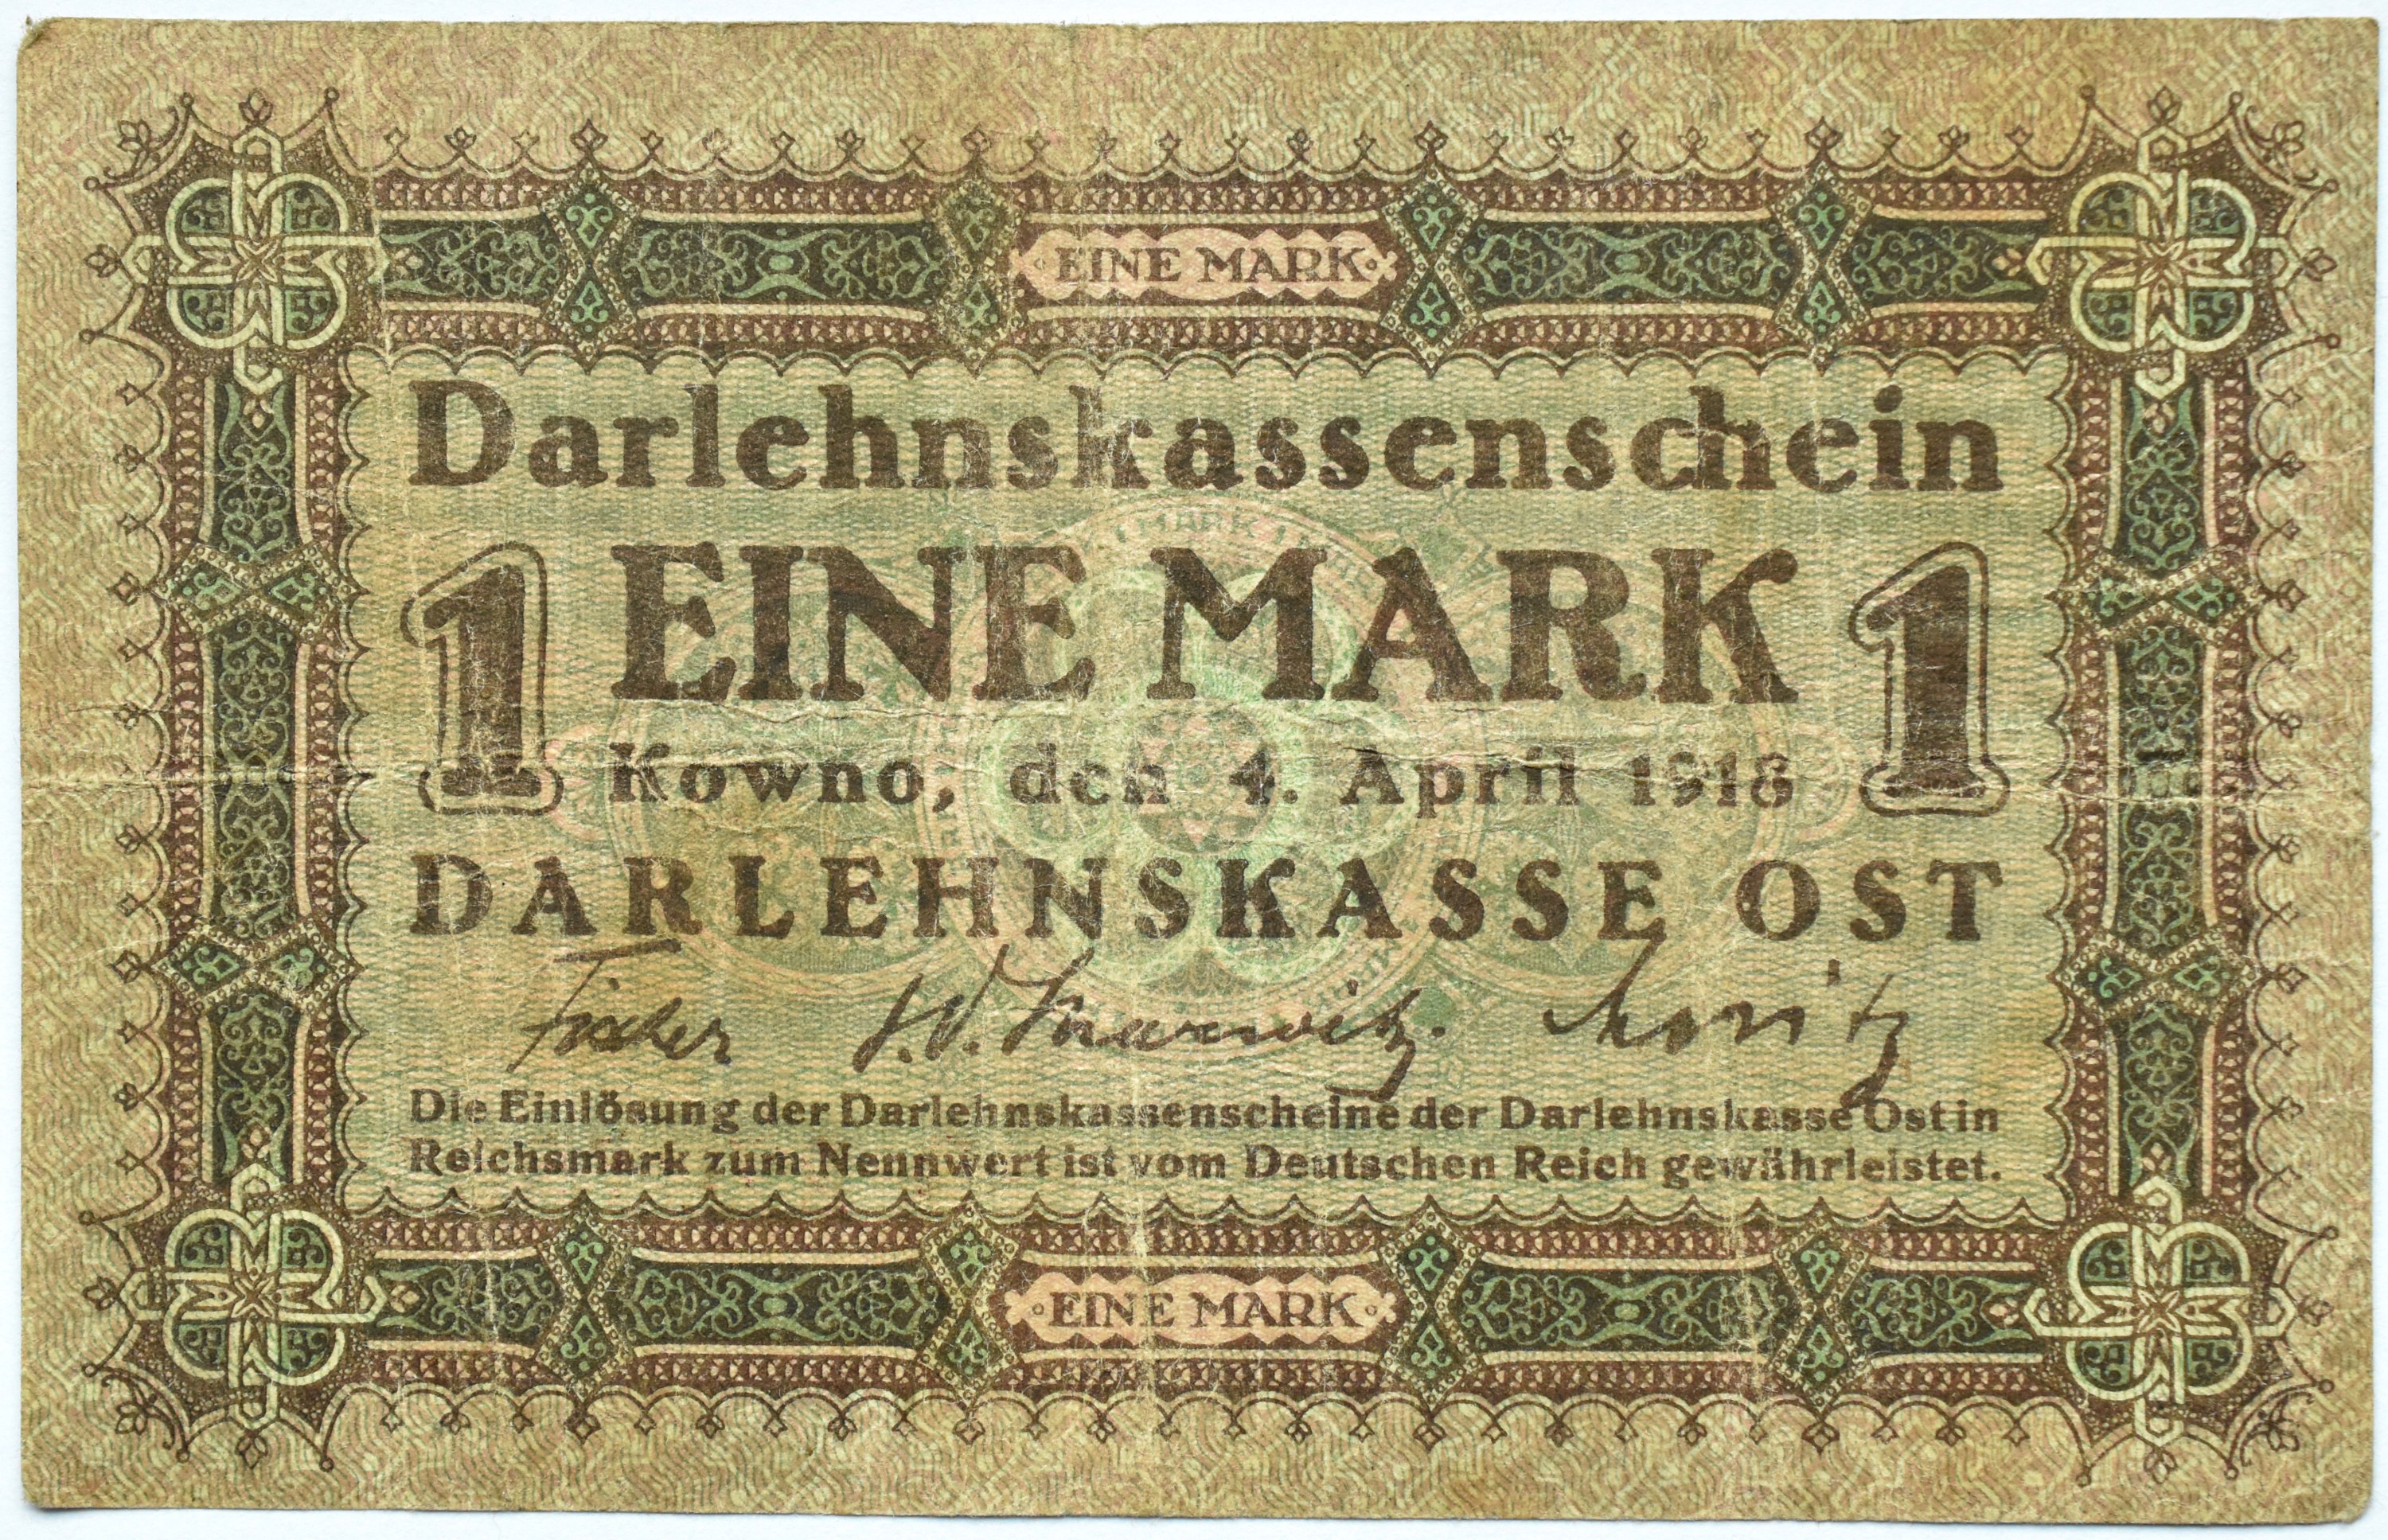 EINE MARK
Darlehnskassenschein
1 EINE MARK 1
Kowno, den 4. April 1918
DARLEHNSKASSE OST
Fischer
Die Einlösung der Darlehnskassenscheine der Darlehnskasse Ost in
Reichsmark zum Nennwert ist vom Deutschen Reich gewährleistet.
EINE MARK